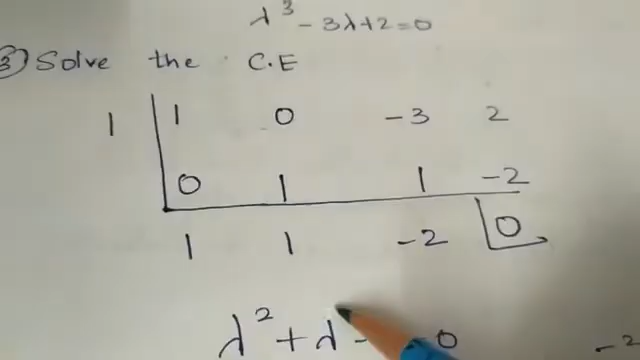 λ³ - 3λ + 2 = 0
③ Solve the C.E
1 | 1 0 -3 2
0 1 1 -2
1 1 -2 | 0
λ² + λ - 0 -2